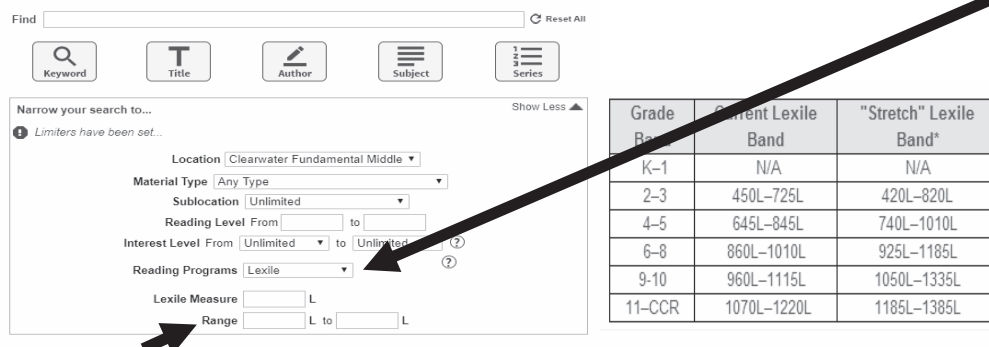 Find
Reset All
Keyword Title Author Subject Series
Narrow your search to...
Show Less
Limiters have been set...
Location Clearwater Fundamental Middle
Material Type Any Type
Sublocation Unlimited
Reading Level From to
Interest Level From Unlimited to Unlimited ?
?
Reading Programs Lexile
Lexile Measure L
Range L to L
Grade Band Current Lexile Band "Stretch" Lexile Band*
K–1 N/A N/A
2–3 450L–725L 420L–820L
4–5 645L–845L 740L–1010L
6–8 860L–1010L 925L–1185L
9-10 960L–1115L 1050L–1335L
11–CCR 1070L–1220L 1185L–1385L